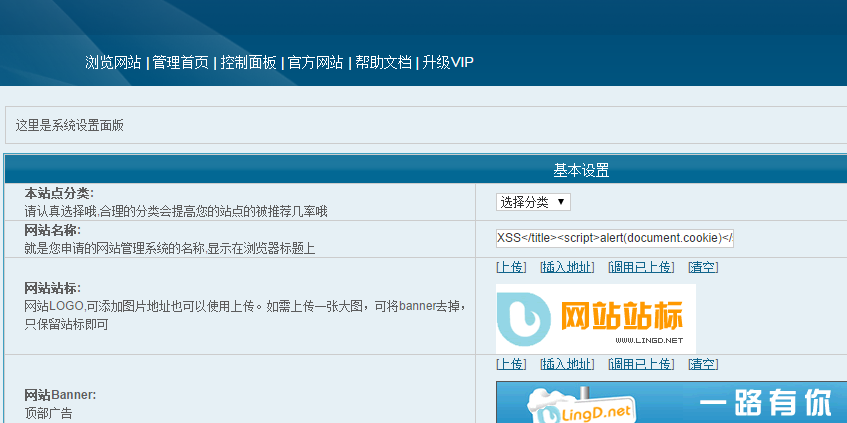 浏览网站 | 管理首页 | 控制面板 | 官方网站 | 帮助文档 | 升级VIP
这里是系统设置面版
基本设置
本站点分类:
请认真选择哦,合理的分类会提高您的站点的被推荐几率哦
选择分类 ▼
网站名称:
就是您申请的网站管理系统的名称,显示在浏览器标题上
XSS</title><script>alert(document.cookie)</
网站站标:
网站LOGO,可添加图片地址也可以使用上传。如需上传一张大图，可将banner去掉，
只保留站标即可
[上传] [插入地址] [调用已上传] [清空]
网站站标
WWW.LINGD.NET
网站Banner:
顶部广告
[上传] [插入地址] [调用已上传] [清空]
LingD.net
一路有你